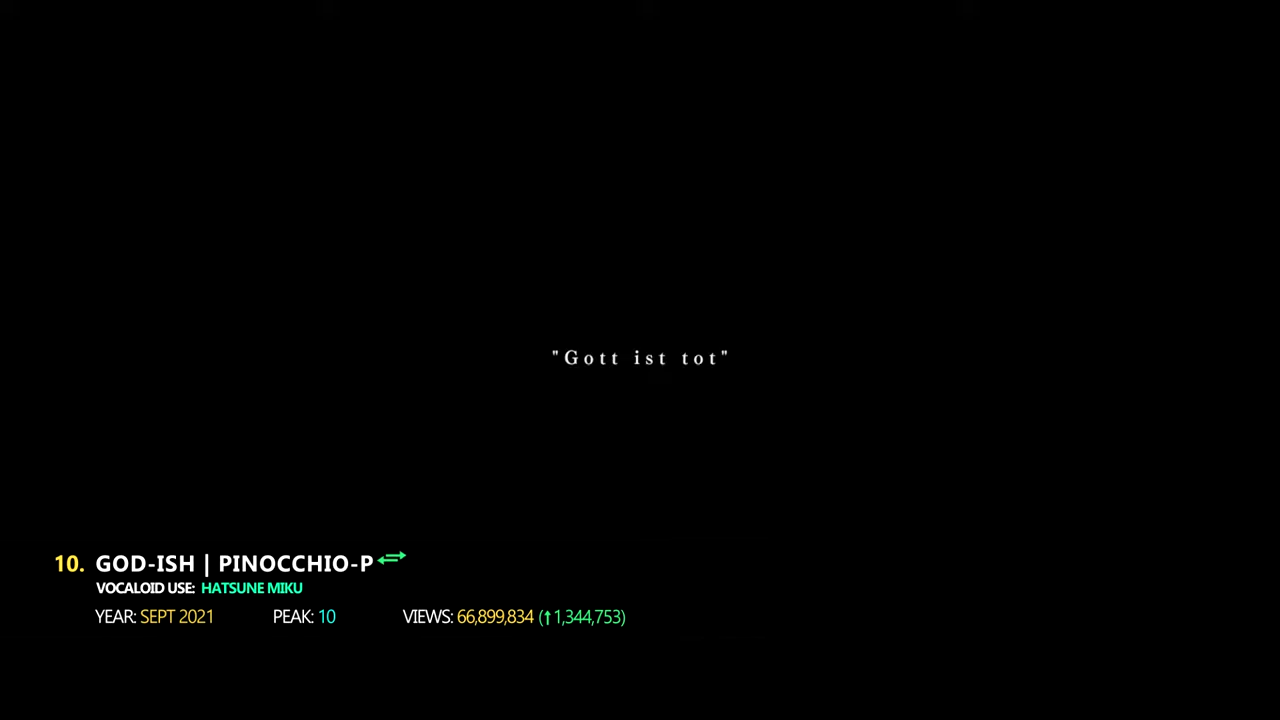 "Gott ist tot"
10. GOD-ISH | PINOCCHIO-P
VOCALOID USE: HATSUNE MIKU
YEAR: SEPT 2021 PEAK: 10 VIEWS: 66,899,834 (↑1,344,753)